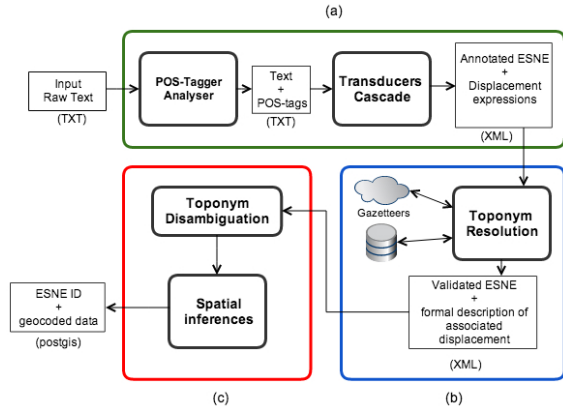 (a)
Input
Raw Text
(TXT)
POS-Tagger
Analyser
Text
+
POS-tags
(TXT)
Transducers
Cascade
Annotated ESNE
+
Displacement
expressions
(XML)
Toponym
Disambiguation
Spatial
inferences
ESNE ID
+
geocoded data
(postgis)
(c)
Gazetteers
Toponym
Resolution
Validated ESNE
+
formal description of
associated
displacement
(XML)
(b)